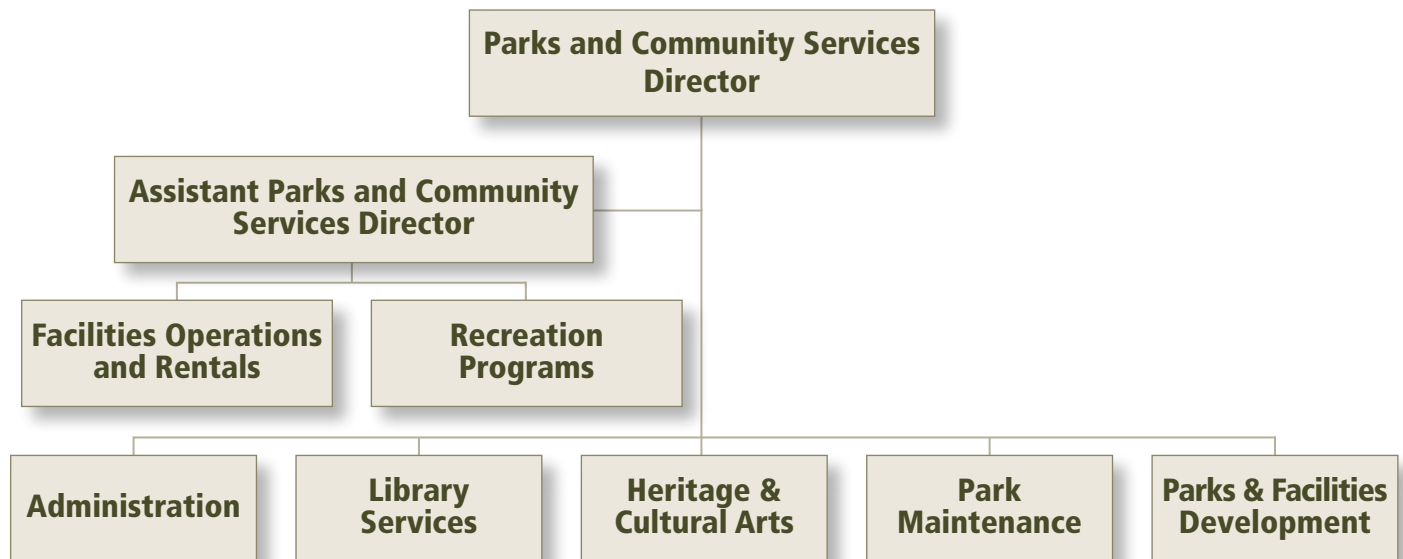 Parks and Community Services
Director
Assistant Parks and Community
Services Director
Facilities Operations
and Rentals
Recreation
Programs
Administration
Library
Services
Heritage &
Cultural Arts
Park
Maintenance
Parks & Facilities
Development